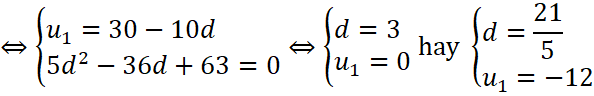 ⇔ {u₁ = 30 − 10d
5d² − 36d + 63 = 0 ⇔ {d = 3
u₁ = 0 hay {d = 21/5
u₁ = −12